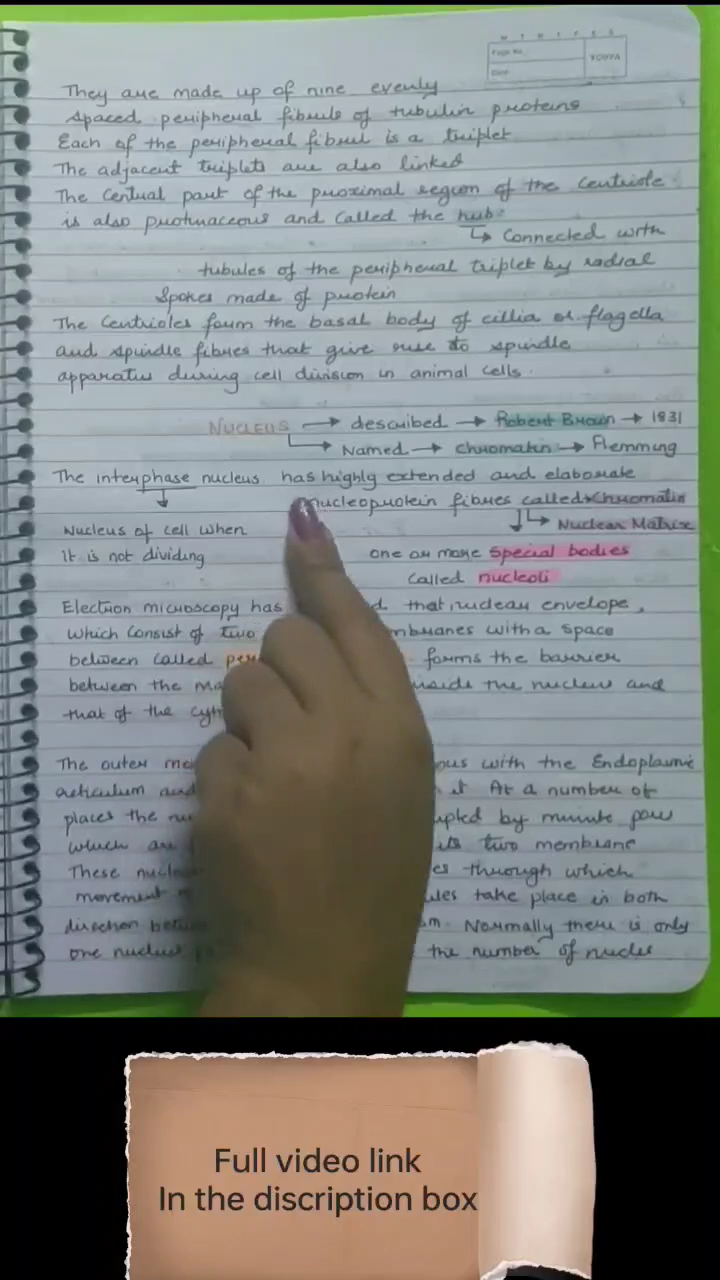 M T W T F S S
Page No.:
Date:
YOUVA
They are made up of nine evenly
spaced peripheral fibrils of tubulin proteins
Each of the peripheral fibril is a triplet
The adjacent triplets are also linked
The central part of the proximal region of the centriole
is also protinaceous and called the hub
↳ Connected with
tubules of the peripheral triplet by radial
Spokes made of protein
The Centrioles form the basal body of cillia or flagella
and spindle fibres that give rise to spindle
apparatus during cell division in animal cells.
NUCLEUS → described → Robert Brown → 1831
↳ Named → chromatin → Flemming
The interphase nucleus has highly extended and elaborate
nucleoprotein fibres called → Chromatin
↓ ↓ ↳ Nuclear Matrix
Nucleus of cell when
it is not dividing
one or more special bodies
called nucleoli
Electron microscopy has that, nuclear envelope,
which consist of two with a space
between called forms the barrier
between the the nucleus and
that of the
The outer with the Endoplasmic
reticulum and it At a number of
places the by minute pore
which are its two membrane
These through which
movement take place in both
direction Normally there is only
one the number of nuclei
Full video link
In the discription box